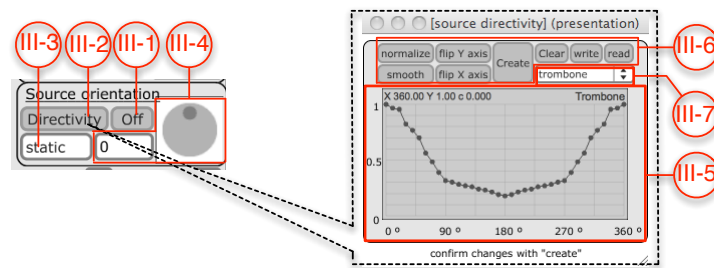 III-3 III-2 III-1 III-4
Source orientation
Directivity Off
static 0
[source directivity] (presentation)
normalize flip Y axis Create Clear write read
smooth flip X axis trombone
X 360.00 Y 1.00 c 0.000 Trombone
1
0.5
0
0 º 90 º 180 º 270 º 360 º
confirm changes with "create"
III-6
III-7
III-5